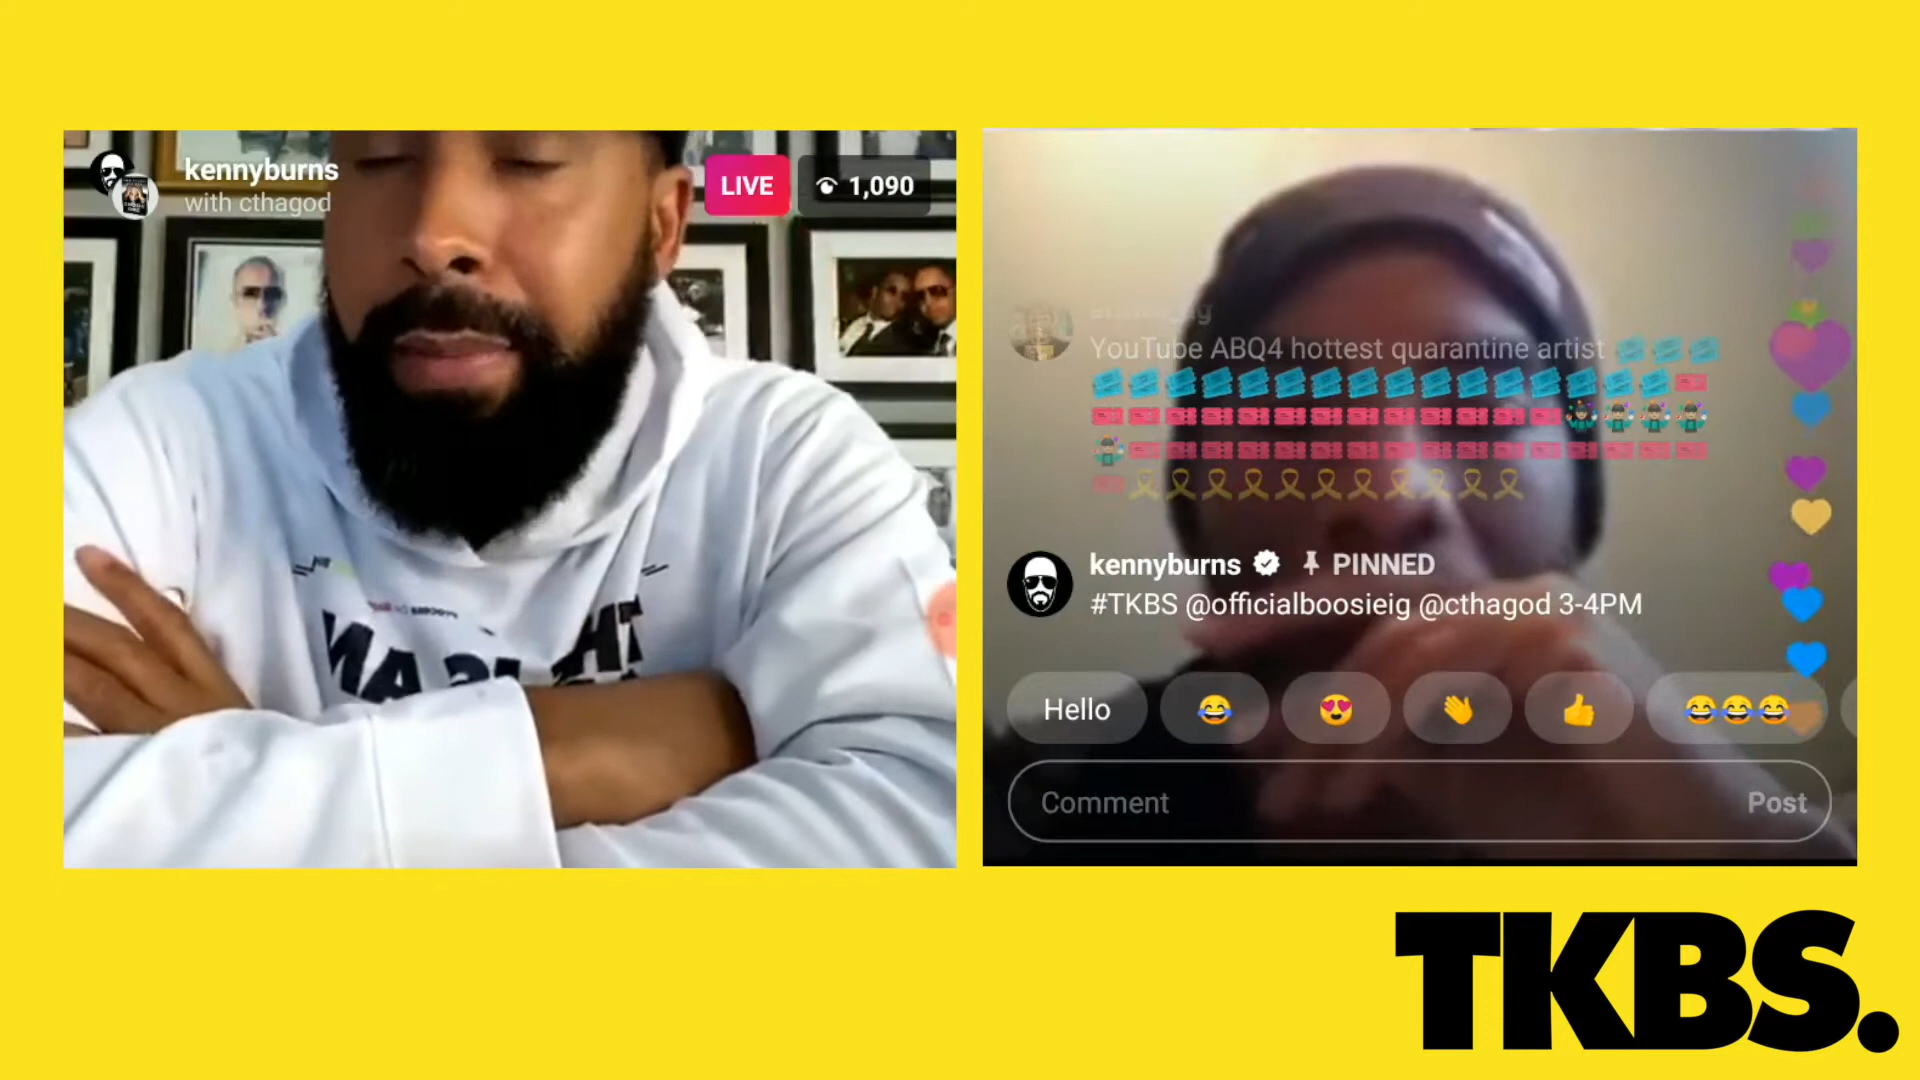 kennyburns
with cthagod
LIVE
1,090
YouTube ABQ4 hottest quarantine artist
kennyburns PINNED
#TKBS @officialboosieig @cthagod 3-4PM
Hello
Comment
Post
TKBS.